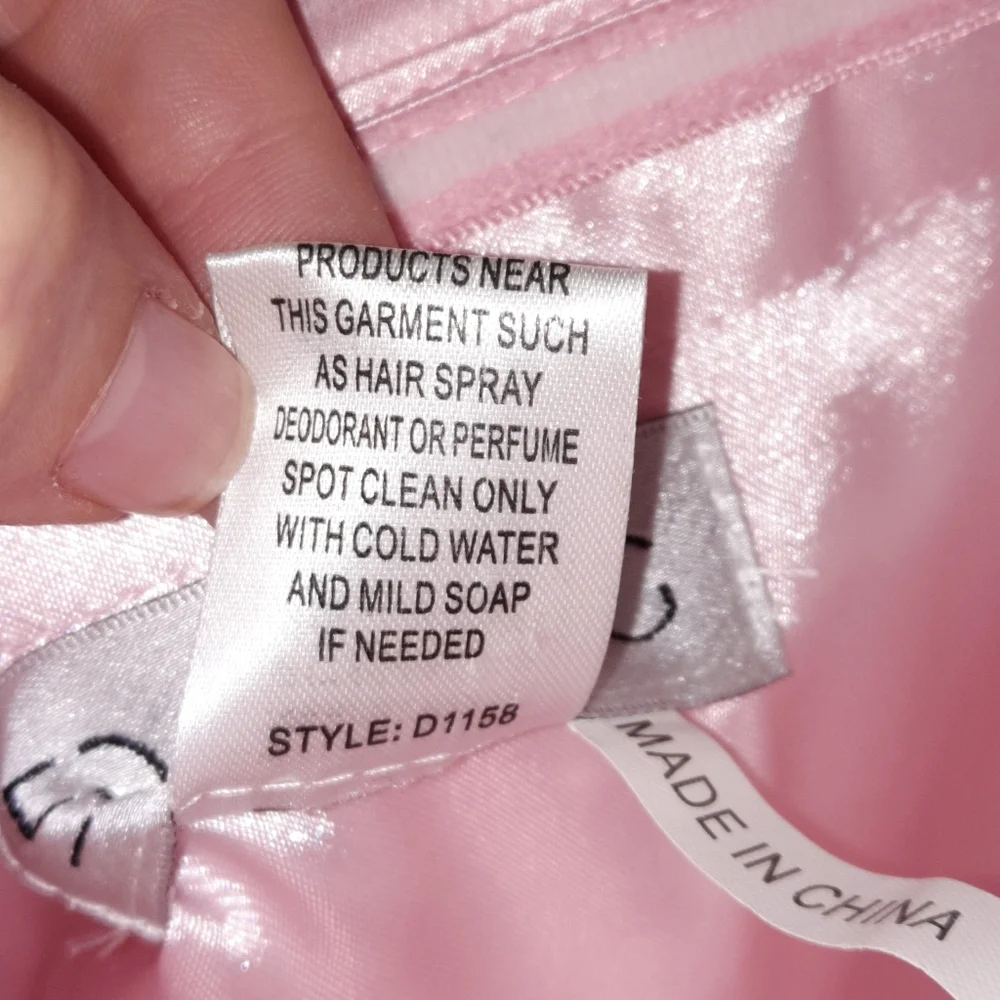 PRODUCTS NEAR
THIS GARMENT SUCH
AS HAIR SPRAY
DEODORANT OR PERFUME
SPOT CLEAN ONLY
WITH COLD WATER
AND MILD SOAP
IF NEEDED
STYLE: D1158
MADE IN CHINA